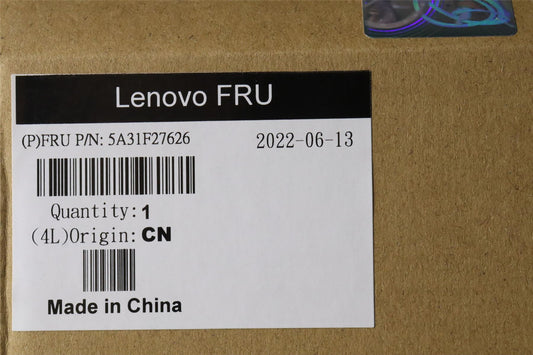 Lenovo FRU
(P)FRU P/N: 5A31F27626 2022-06-13
Quantity: 1
(4L)Origin: CN
Made in China